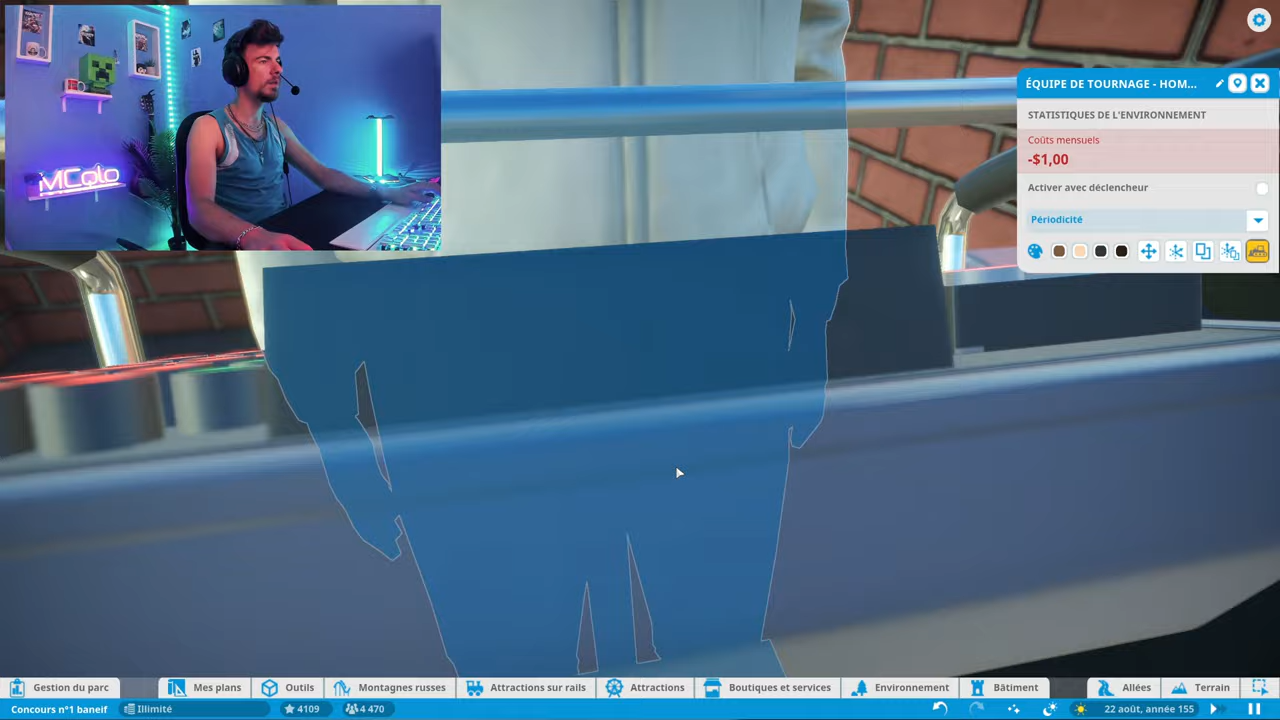 MColo
ÉQUIPE DE TOURNAGE - HOM...
STATISTIQUES DE L'ENVIRONNEMENT
Coûts mensuels
-$1,00
Activer avec déclencheur
Périodicité
Gestion du parc
Mes plans
Outils
Montagnes russes
Attractions sur rails
Attractions
Boutiques et services
Environnement
Bâtiment
Allées
Terrain
Concours n°1 baneif
Illimité
4109
4 470
22 août, année 155